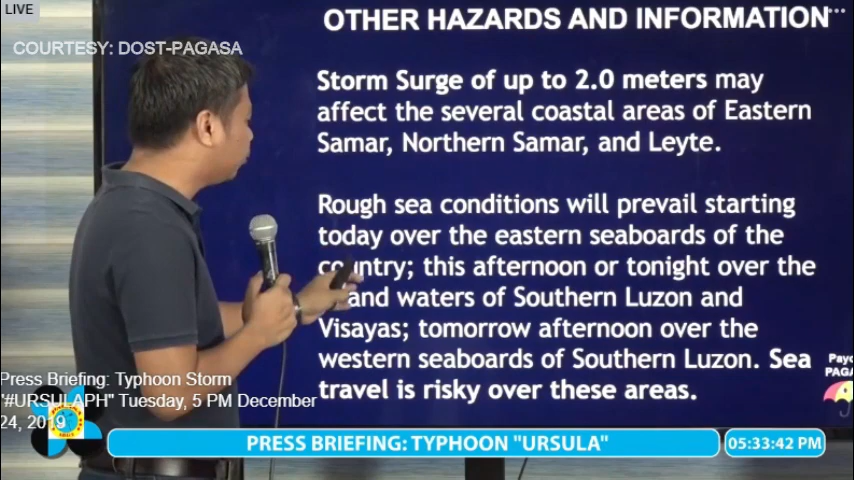 LIVE
OTHER HAZARDS AND INFORMATION
COURTESY: DOST-PAGASA
Storm Surge of up to 2.0 meters may
affect the several coastal areas of Eastern
Samar, Northern Samar, and Leyte.
Rough sea conditions will prevail starting
today over the eastern seaboards of the
country; this afternoon or tonight over the
and waters of Southern Luzon and
Visayas; tomorrow afternoon over the
western seaboards of Southern Luzon. Sea
travel is risky over these areas.
Press Briefing: Typhoon Storm
"#URSULAPH" Tuesday, 5 PM December
24, 2019
PRESS BRIEFING: TYPHOON "URSULA"
05:33:42 PM